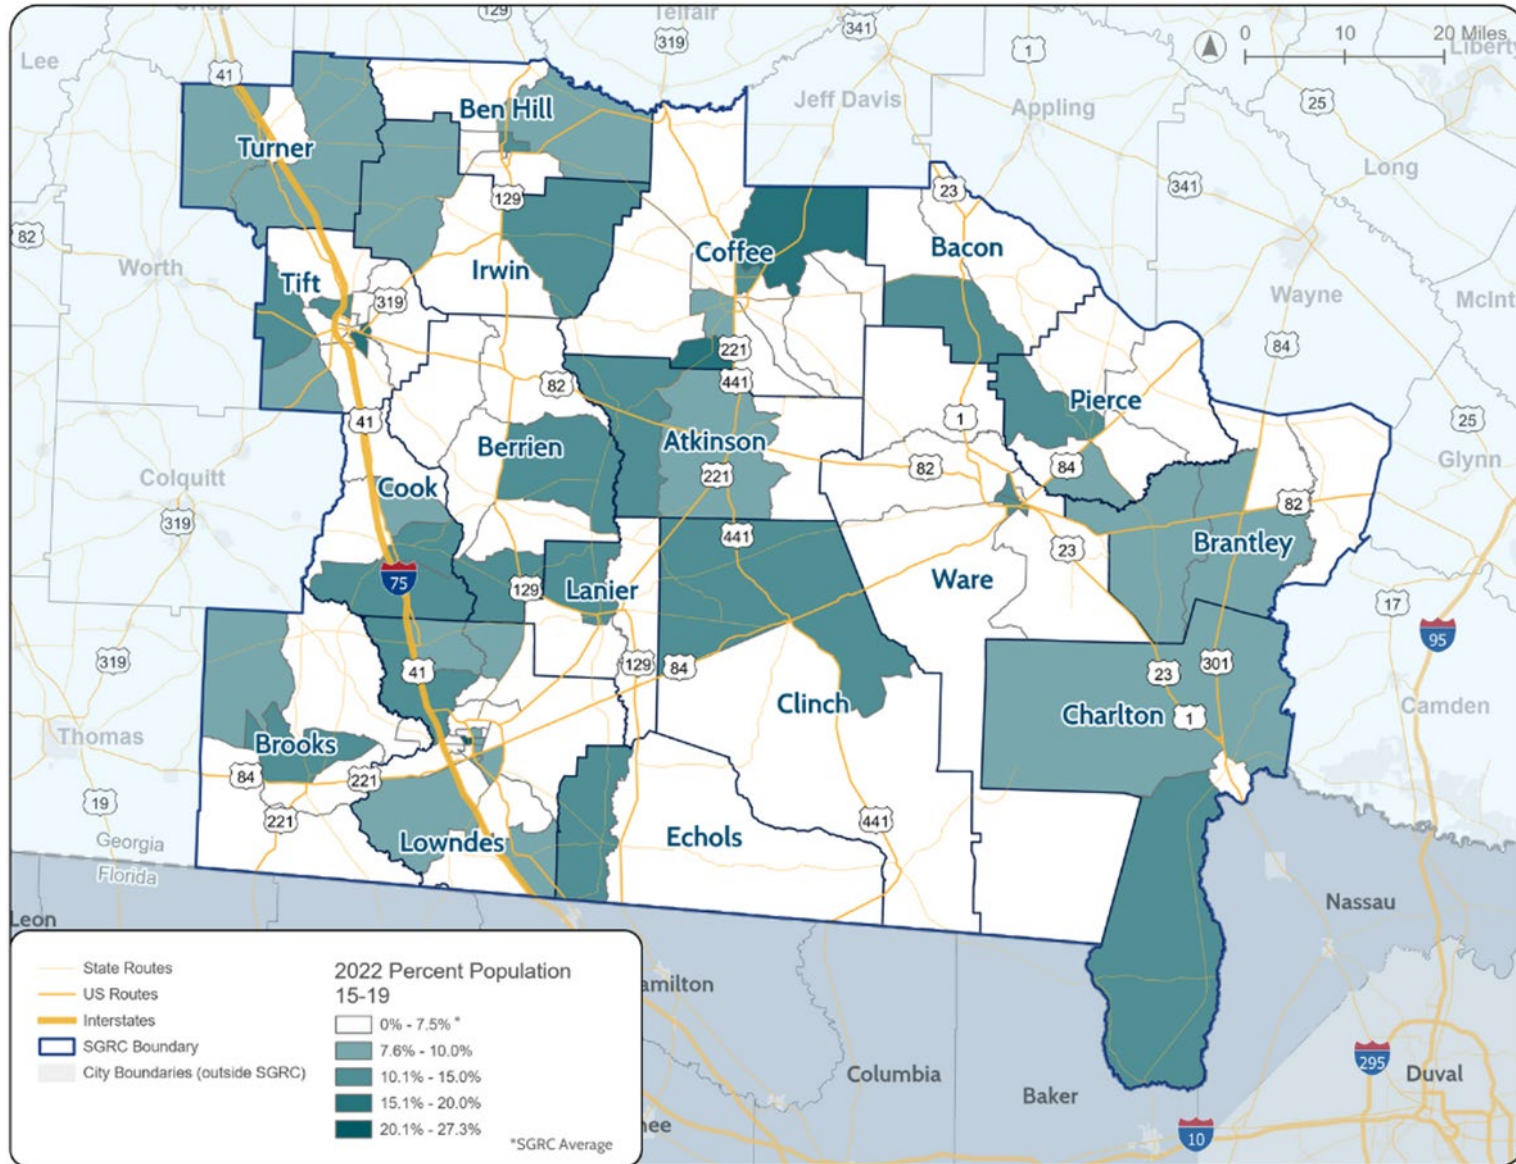 Crisp
129
Telfair
319
341
1
0 10 20 Miles
Liberty
Lee
41
Ben Hill
Jeff Davis
Appling
25
Turner
Long
129
23
341
82
Worth
Tift
Irwin
Coffee
Bacon
319
Wayne
McInt
221
84
82
441
41
1
Pierce
25
Berrien
Atkinson
Colquitt
Cook
221
82
84
Glynn
319
82
441
23
Brantley
75
129
Lanier
Ware
17
95
319
41
129
84
23
301
Clinch
Charlton
1
Camden
Thomas
Brooks
84
221
19
221
441
Georgia
Lowndes
Echols
Florida
Leon
Nassau
State Routes
US Routes
Interstates
SGRC Boundary
City Boundaries (outside SGRC)
2022 Percent Population
15-19
0% - 7.5% *
7.6% - 10.0%
10.1% - 15.0%
15.1% - 20.0%
20.1% - 27.3%
*SGRC Average
amilton
Columbia
Baker
295
Duval
nee
10